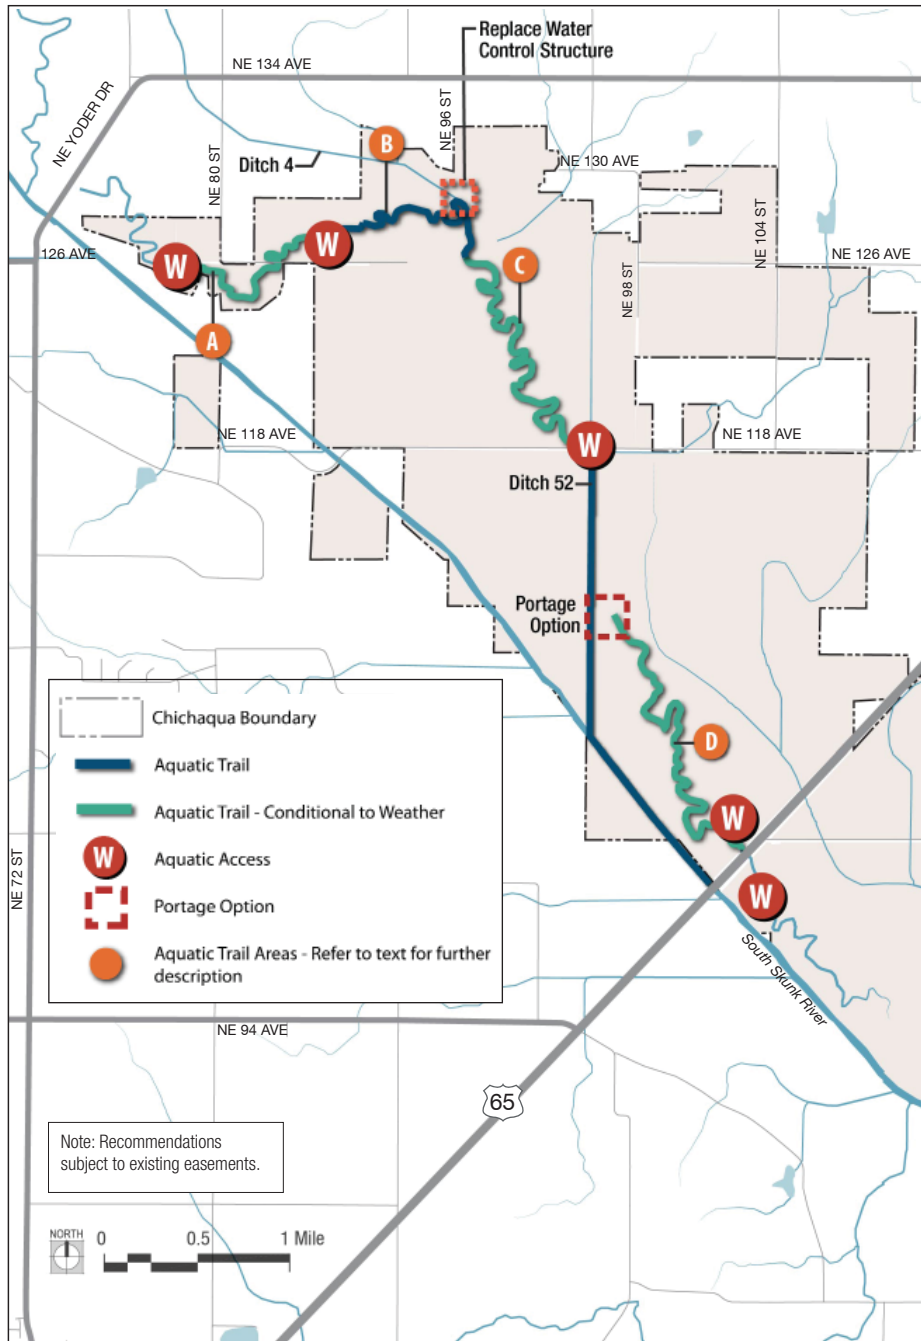 Replace Water
Control Structure
NE 134 AVE
NE YODER DR
NE 96 ST
B
Ditch 4
NE 130 AVE
NE 80 ST
NE 104 ST
W
126 AVE
W
C
NE 126 AVE
NE 98 ST
A
NE 118 AVE
W
NE 118 AVE
Ditch 52
Portage
Option
D
W
W
South Skunk River
Chichaqua Boundary
Aquatic Trail
Aquatic Trail - Conditional to Weather
W
Aquatic Access
Portage Option
Aquatic Trail Areas - Refer to text for further
description
NE 72 ST
NE 94 AVE
65
Note: Recommendations
subject to existing easements.
NORTH
0 0.5 1 Mile